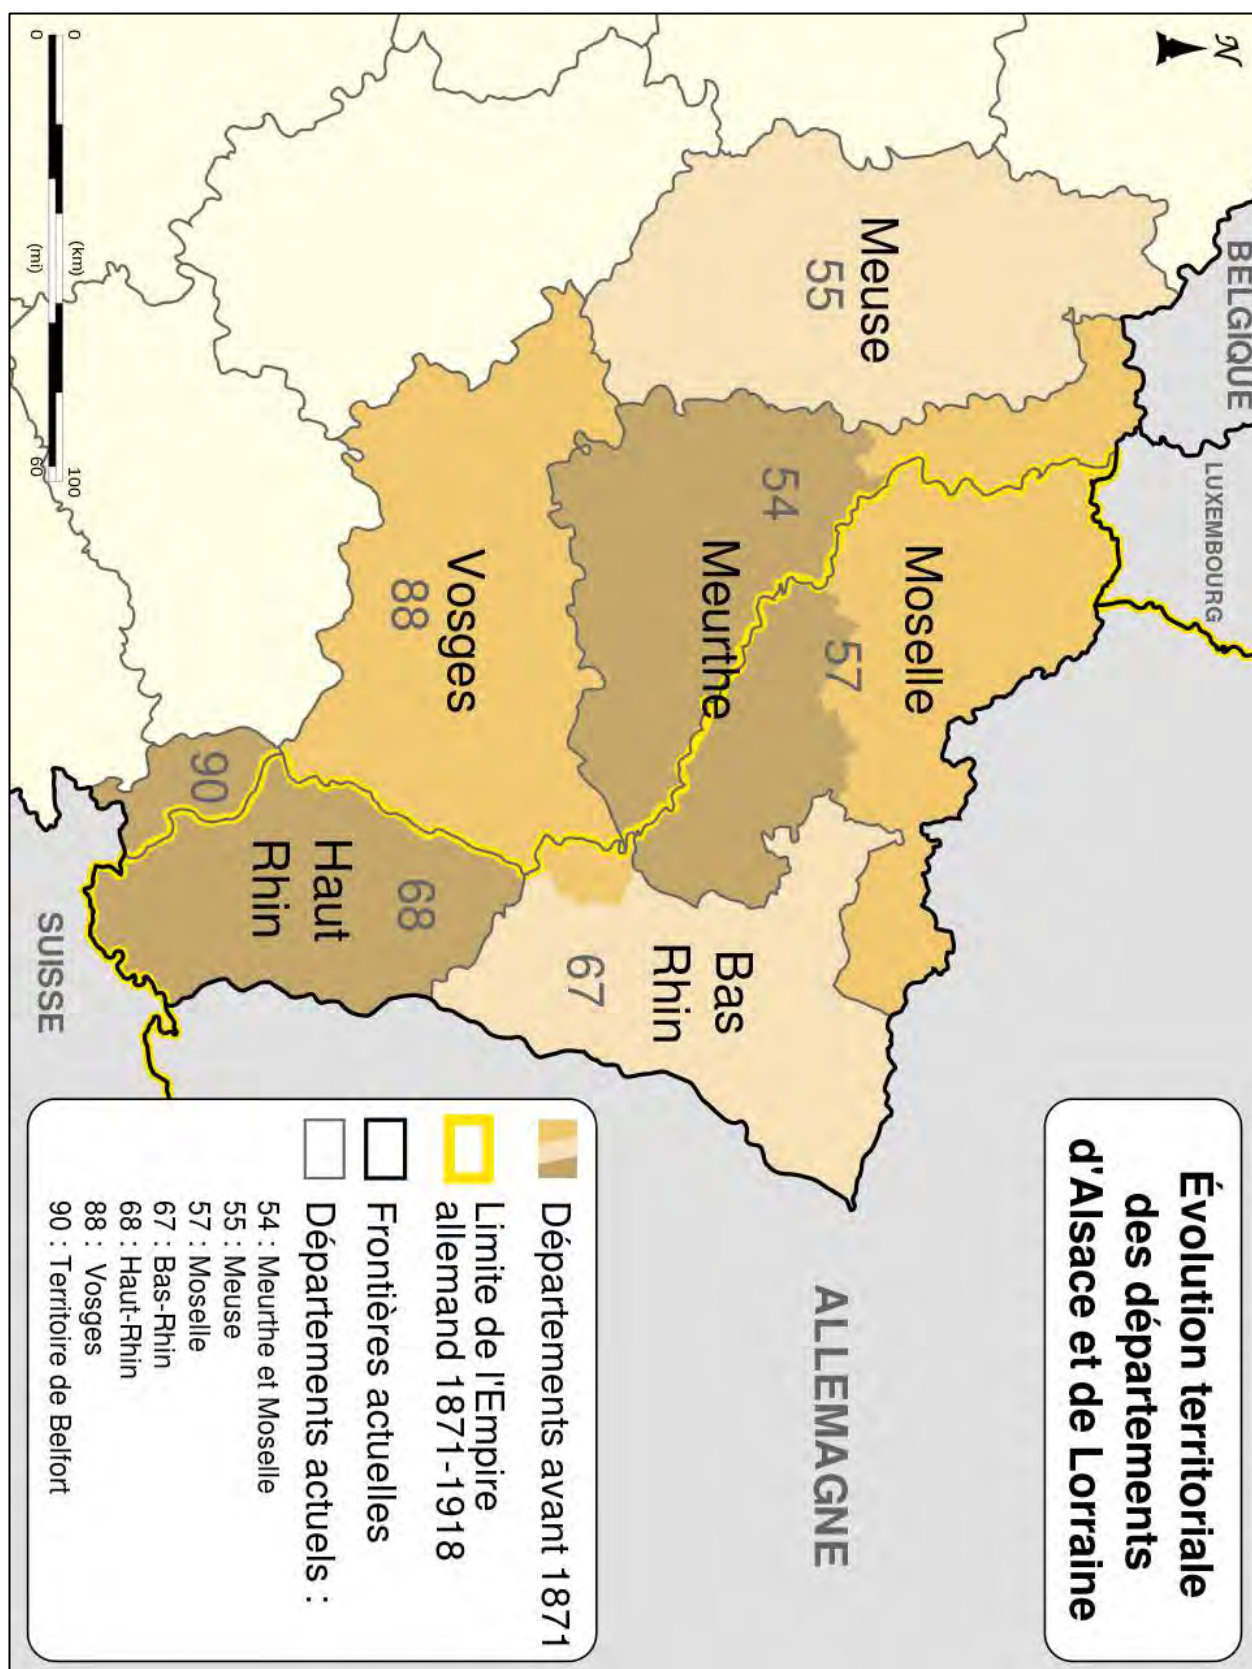 N
Évolution territoriale
des départements
d'Alsace et de Lorraine
BELGIQUE
LUXEMBOURG
ALLEMAGNE
SUISSE
Meuse
55
Moselle
57
54
Meurthe
Vosges
88
Bas
Rhin
67
68
Haut
Rhin
90
0 (km) 100
0 (mi) 60
Départements avant 1871
Limite de l'Empire
allemand 1871-1918
Frontières actuelles
Départements actuels :
54 : Meurthe et Moselle
55 : Meuse
57 : Moselle
67 : Bas-Rhin
68 : Haut-Rhin
88 : Vosges
90 : Territoire de Belfort